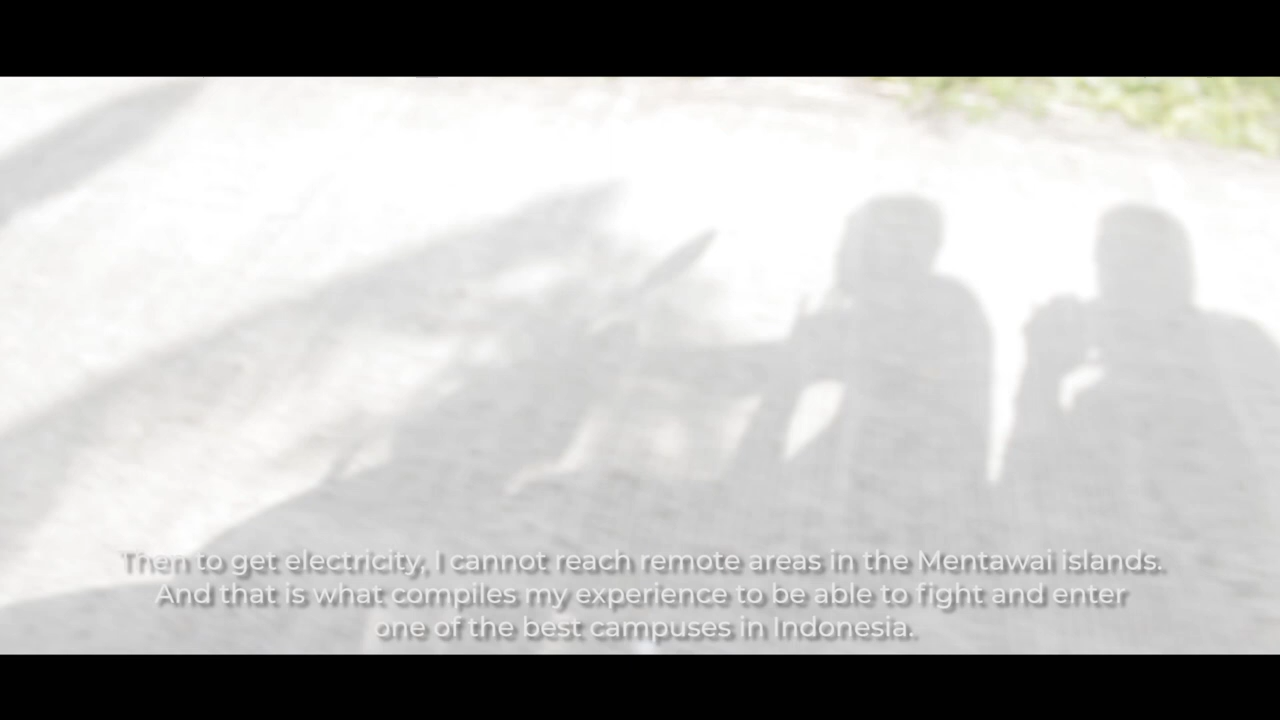 Then to get electricity, I cannot reach remote areas in the Mentawai islands.
And that is what compiles my experience to be able to fight and enter
one of the best campuses in Indonesia.